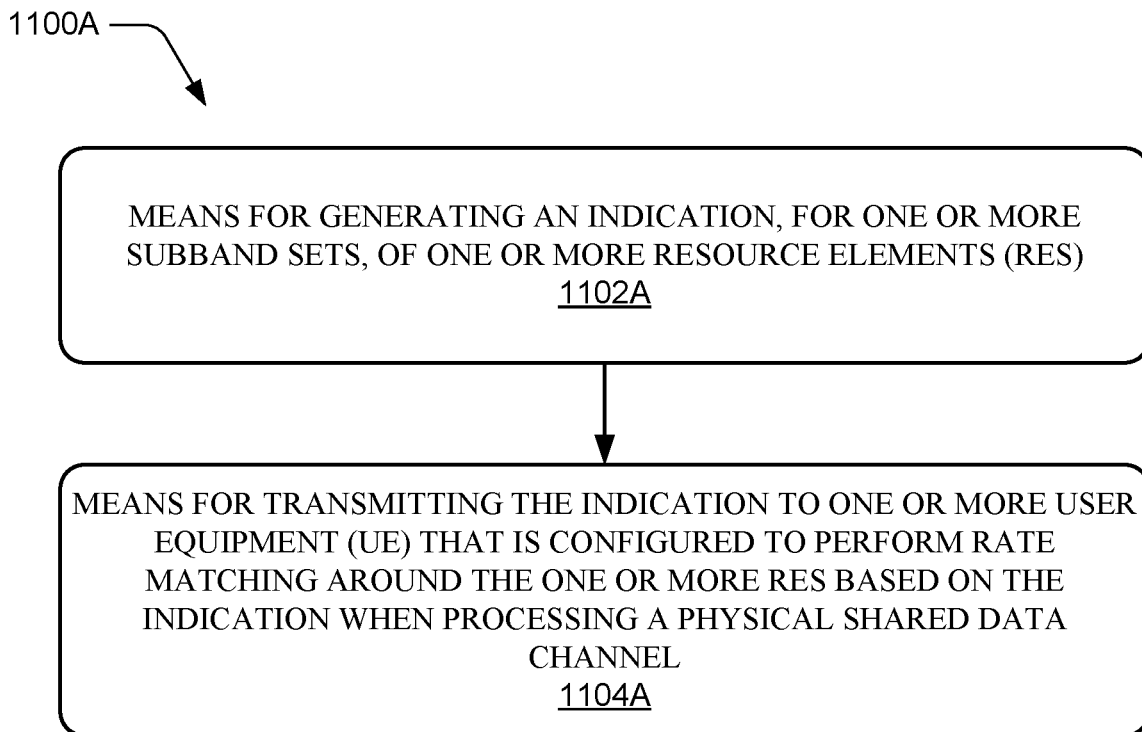 1100A
MEANS FOR GENERATING AN INDICATION, FOR ONE OR MORE
SUBBAND SETS, OF ONE OR MORE RESOURCE ELEMENTS (RES)
1102A
MEANS FOR TRANSMITTING THE INDICATION TO ONE OR MORE USER
EQUIPMENT (UE) THAT IS CONFIGURED TO PERFORM RATE
MATCHING AROUND THE ONE OR MORE RES BASED ON THE
INDICATION WHEN PROCESSING A PHYSICAL SHARED DATA
CHANNEL
1104A